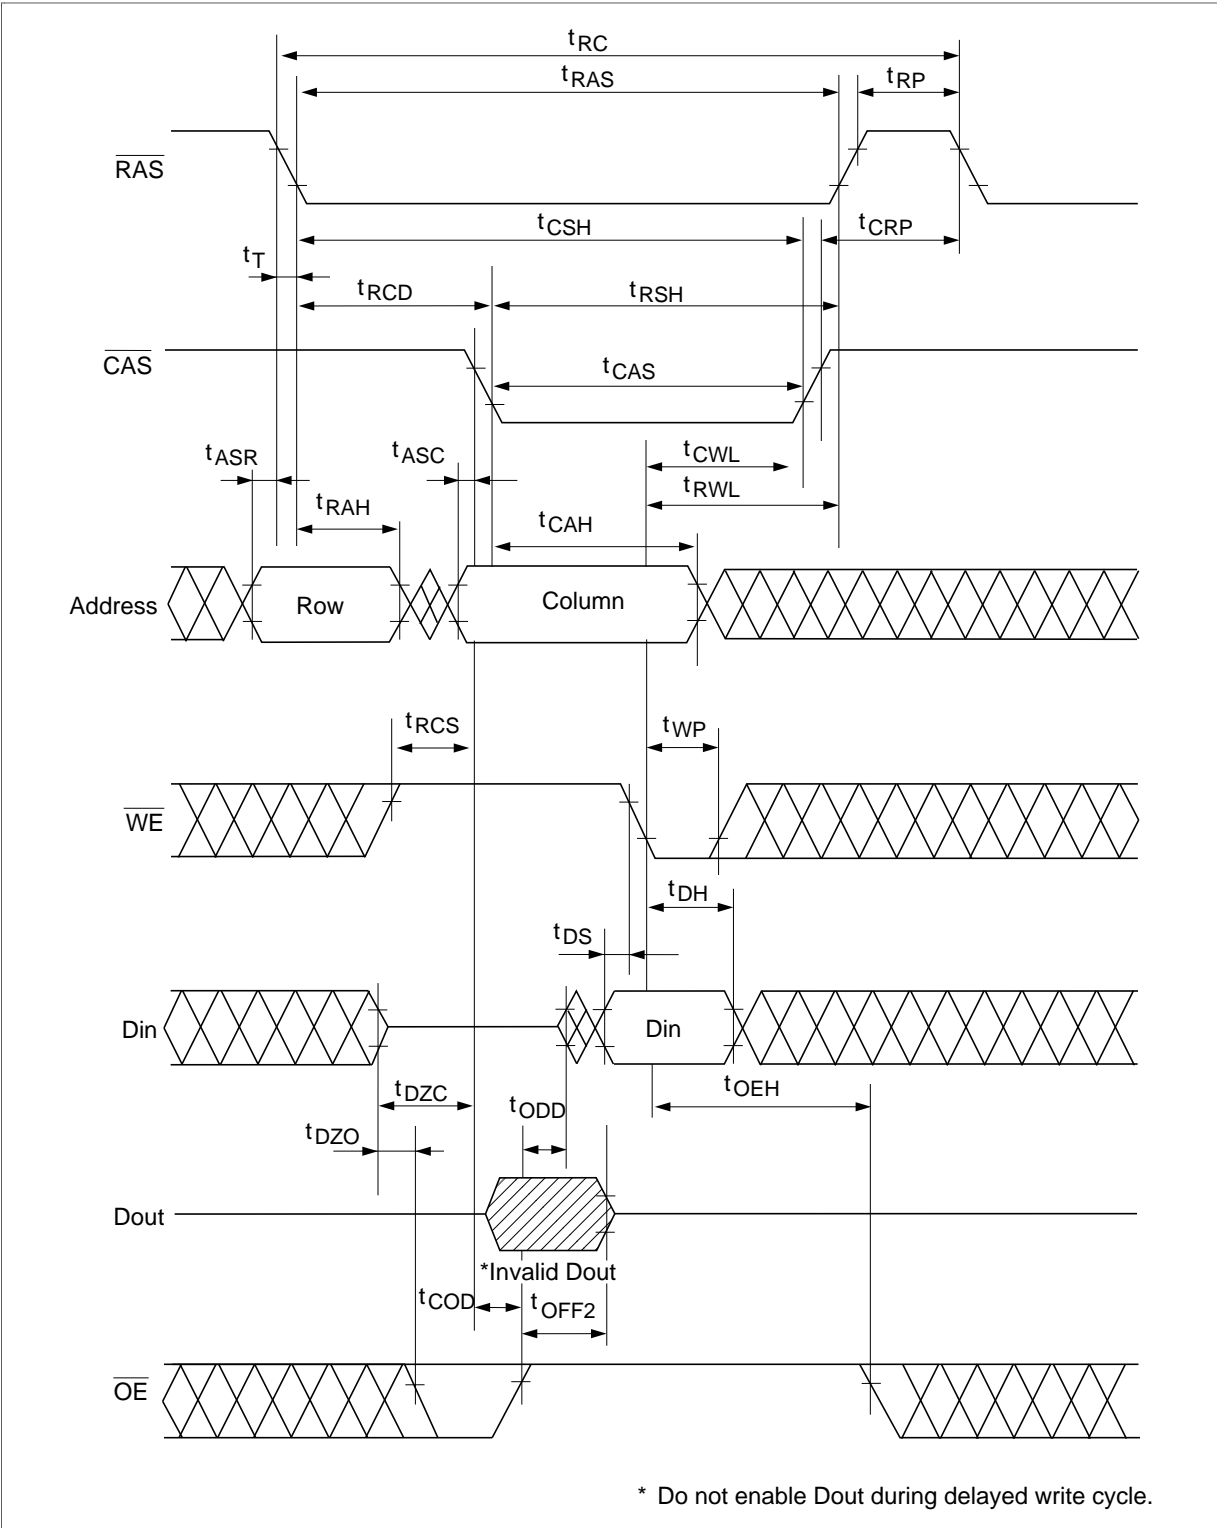 tRC
tRAS
tRP
RAS
tCSH
tCRP
tT
tRCD
tRSH
CAS
tCAS
tASR
tASC
tCWL
tRWL
tRAH
tCAH
Address
Row
Column
tRCS
tWP
WE
tDH
tDS
Din
Din
tDZC
tODD
tOEH
tDZO
Dout
*Invalid Dout
tCOD
tOFF2
OE
* Do not enable Dout during delayed write cycle.